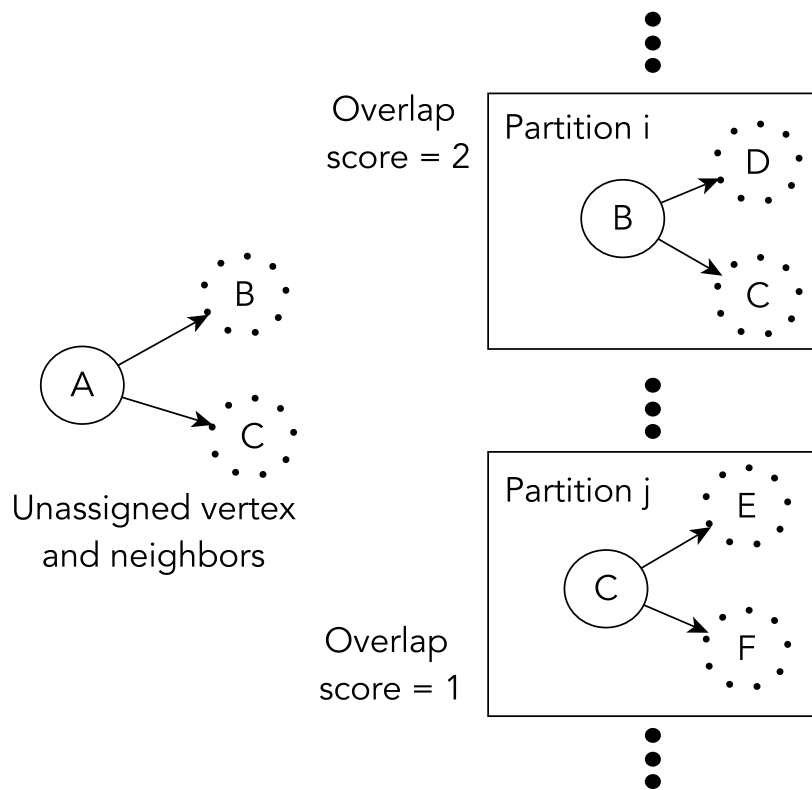 A
B
C
Unassigned vertex
and neighbors
Overlap
score = 2
Partition i
B
D
C
Overlap
score = 1
Partition j
C
E
F